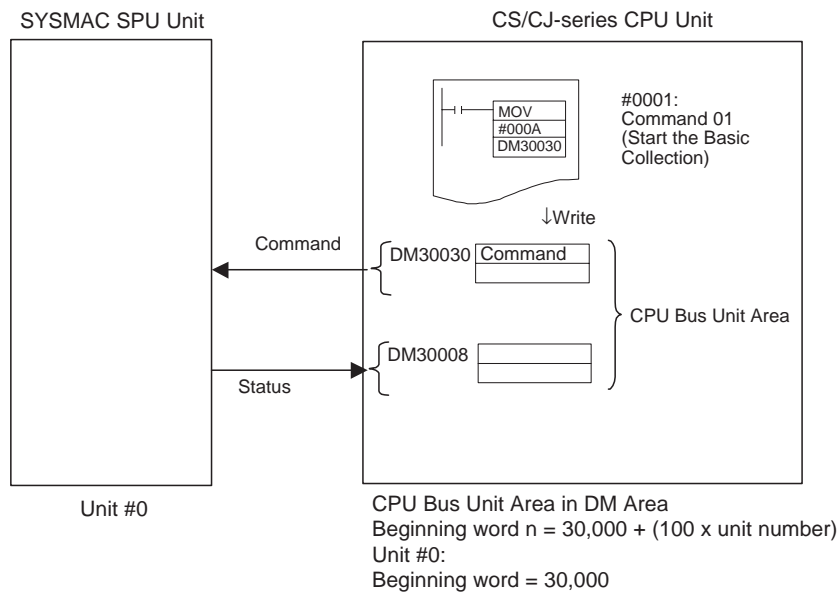 SYSMAC SPU Unit
CS/CJ-series CPU Unit
MOV
#000A
DM30030
#0001:
Command 01
(Start the Basic
Collection)
↓Write
Command
DM30030
Command
CPU Bus Unit Area
DM30008
Status
Unit #0
CPU Bus Unit Area in DM Area
Beginning word n = 30,000 + (100 x unit number)
Unit #0:
Beginning word = 30,000